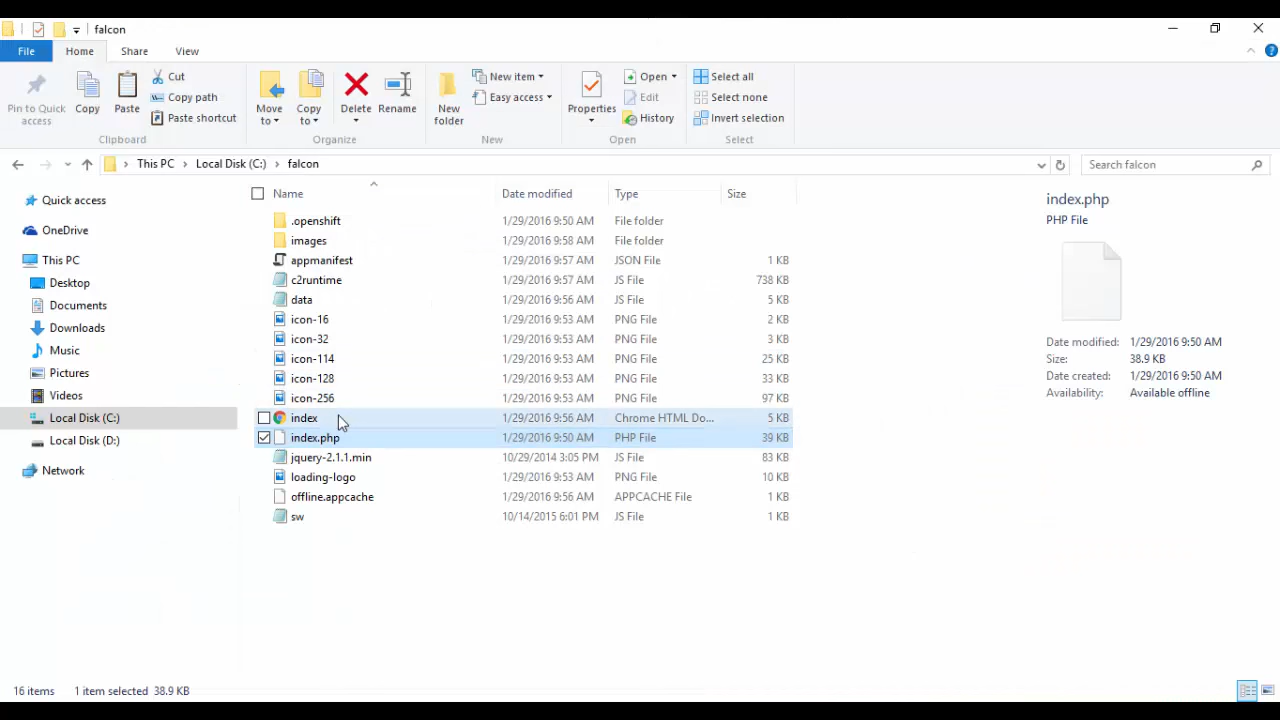 falcon
File Home Share View
Pin to Quick access
Copy
Paste
Cut
Copy path
Paste shortcut
Clipboard
Move to
Copy to
Delete
Rename
Organize
New folder
New item
Easy access
New
Properties
Open
Edit
History
Open
Select all
Select none
Invert selection
Select
This PC Local Disk (C:) falcon
Search falcon
Quick access
OneDrive
This PC
Desktop
Documents
Downloads
Music
Pictures
Videos
Local Disk (C:)
Local Disk (D:)
Network
Name Date modified Type Size
.openshift 1/29/2016 9:50 AM File folder
images 1/29/2016 9:58 AM File folder
appmanifest 1/29/2016 9:57 AM JSON File 1 KB
c2runtime 1/29/2016 9:57 AM JS File 738 KB
data 1/29/2016 9:56 AM JS File 5 KB
icon-16 1/29/2016 9:53 AM PNG File 2 KB
icon-32 1/29/2016 9:53 AM PNG File 3 KB
icon-114 1/29/2016 9:53 AM PNG File 25 KB
icon-128 1/29/2016 9:53 AM PNG File 33 KB
icon-256 1/29/2016 9:53 AM PNG File 97 KB
index 1/29/2016 9:56 AM Chrome HTML Do... 5 KB
index.php 1/29/2016 9:50 AM PHP File 39 KB
jquery-2.1.1.min 10/29/2014 3:05 PM JS File 83 KB
loading-logo 1/29/2016 9:53 AM PNG File 10 KB
offline.appcache 1/29/2016 9:56 AM APPCACHE File 1 KB
sw 10/14/2015 6:01 PM JS File 1 KB
index.php
PHP File
Date modified: 1/29/2016 9:50 AM
Size: 38.9 KB
Date created: 1/29/2016 9:50 AM
Availability: Available offline
16 items 1 item selected 38.9 KB